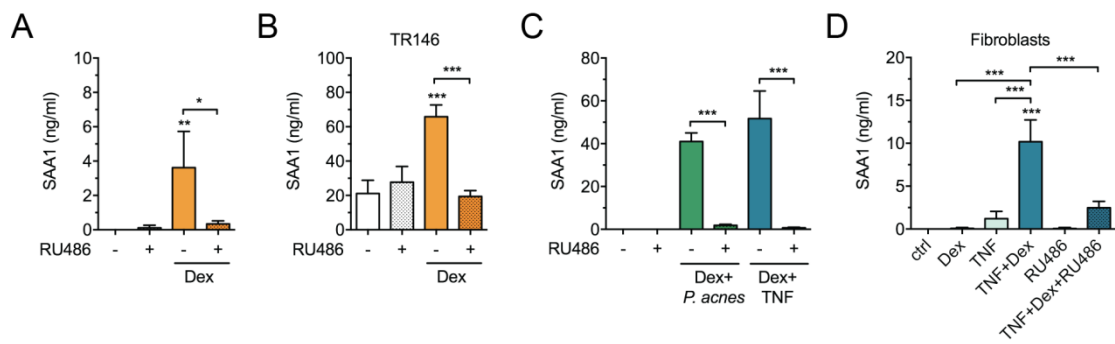 A
SAA1 (ng/ml)
10
8
6
4
2
0
**
*
RU486 - + - +
Dex
B
TR146
SAA1 (ng/ml)
100
80
60
40
20
0
***
***
RU486 - + - +
Dex
C
SAA1 (ng/ml)
80
60
40
20
0
***
***
RU486 - + - + - +
Dex+ Dex+
P. acnes TNF
D
Fibroblasts
SAA1 (ng/ml)
20
15
10
5
0
***
***
***
***
ctrl
Dex
TNF
TNF+Dex
RU486
TNF+Dex+RU486